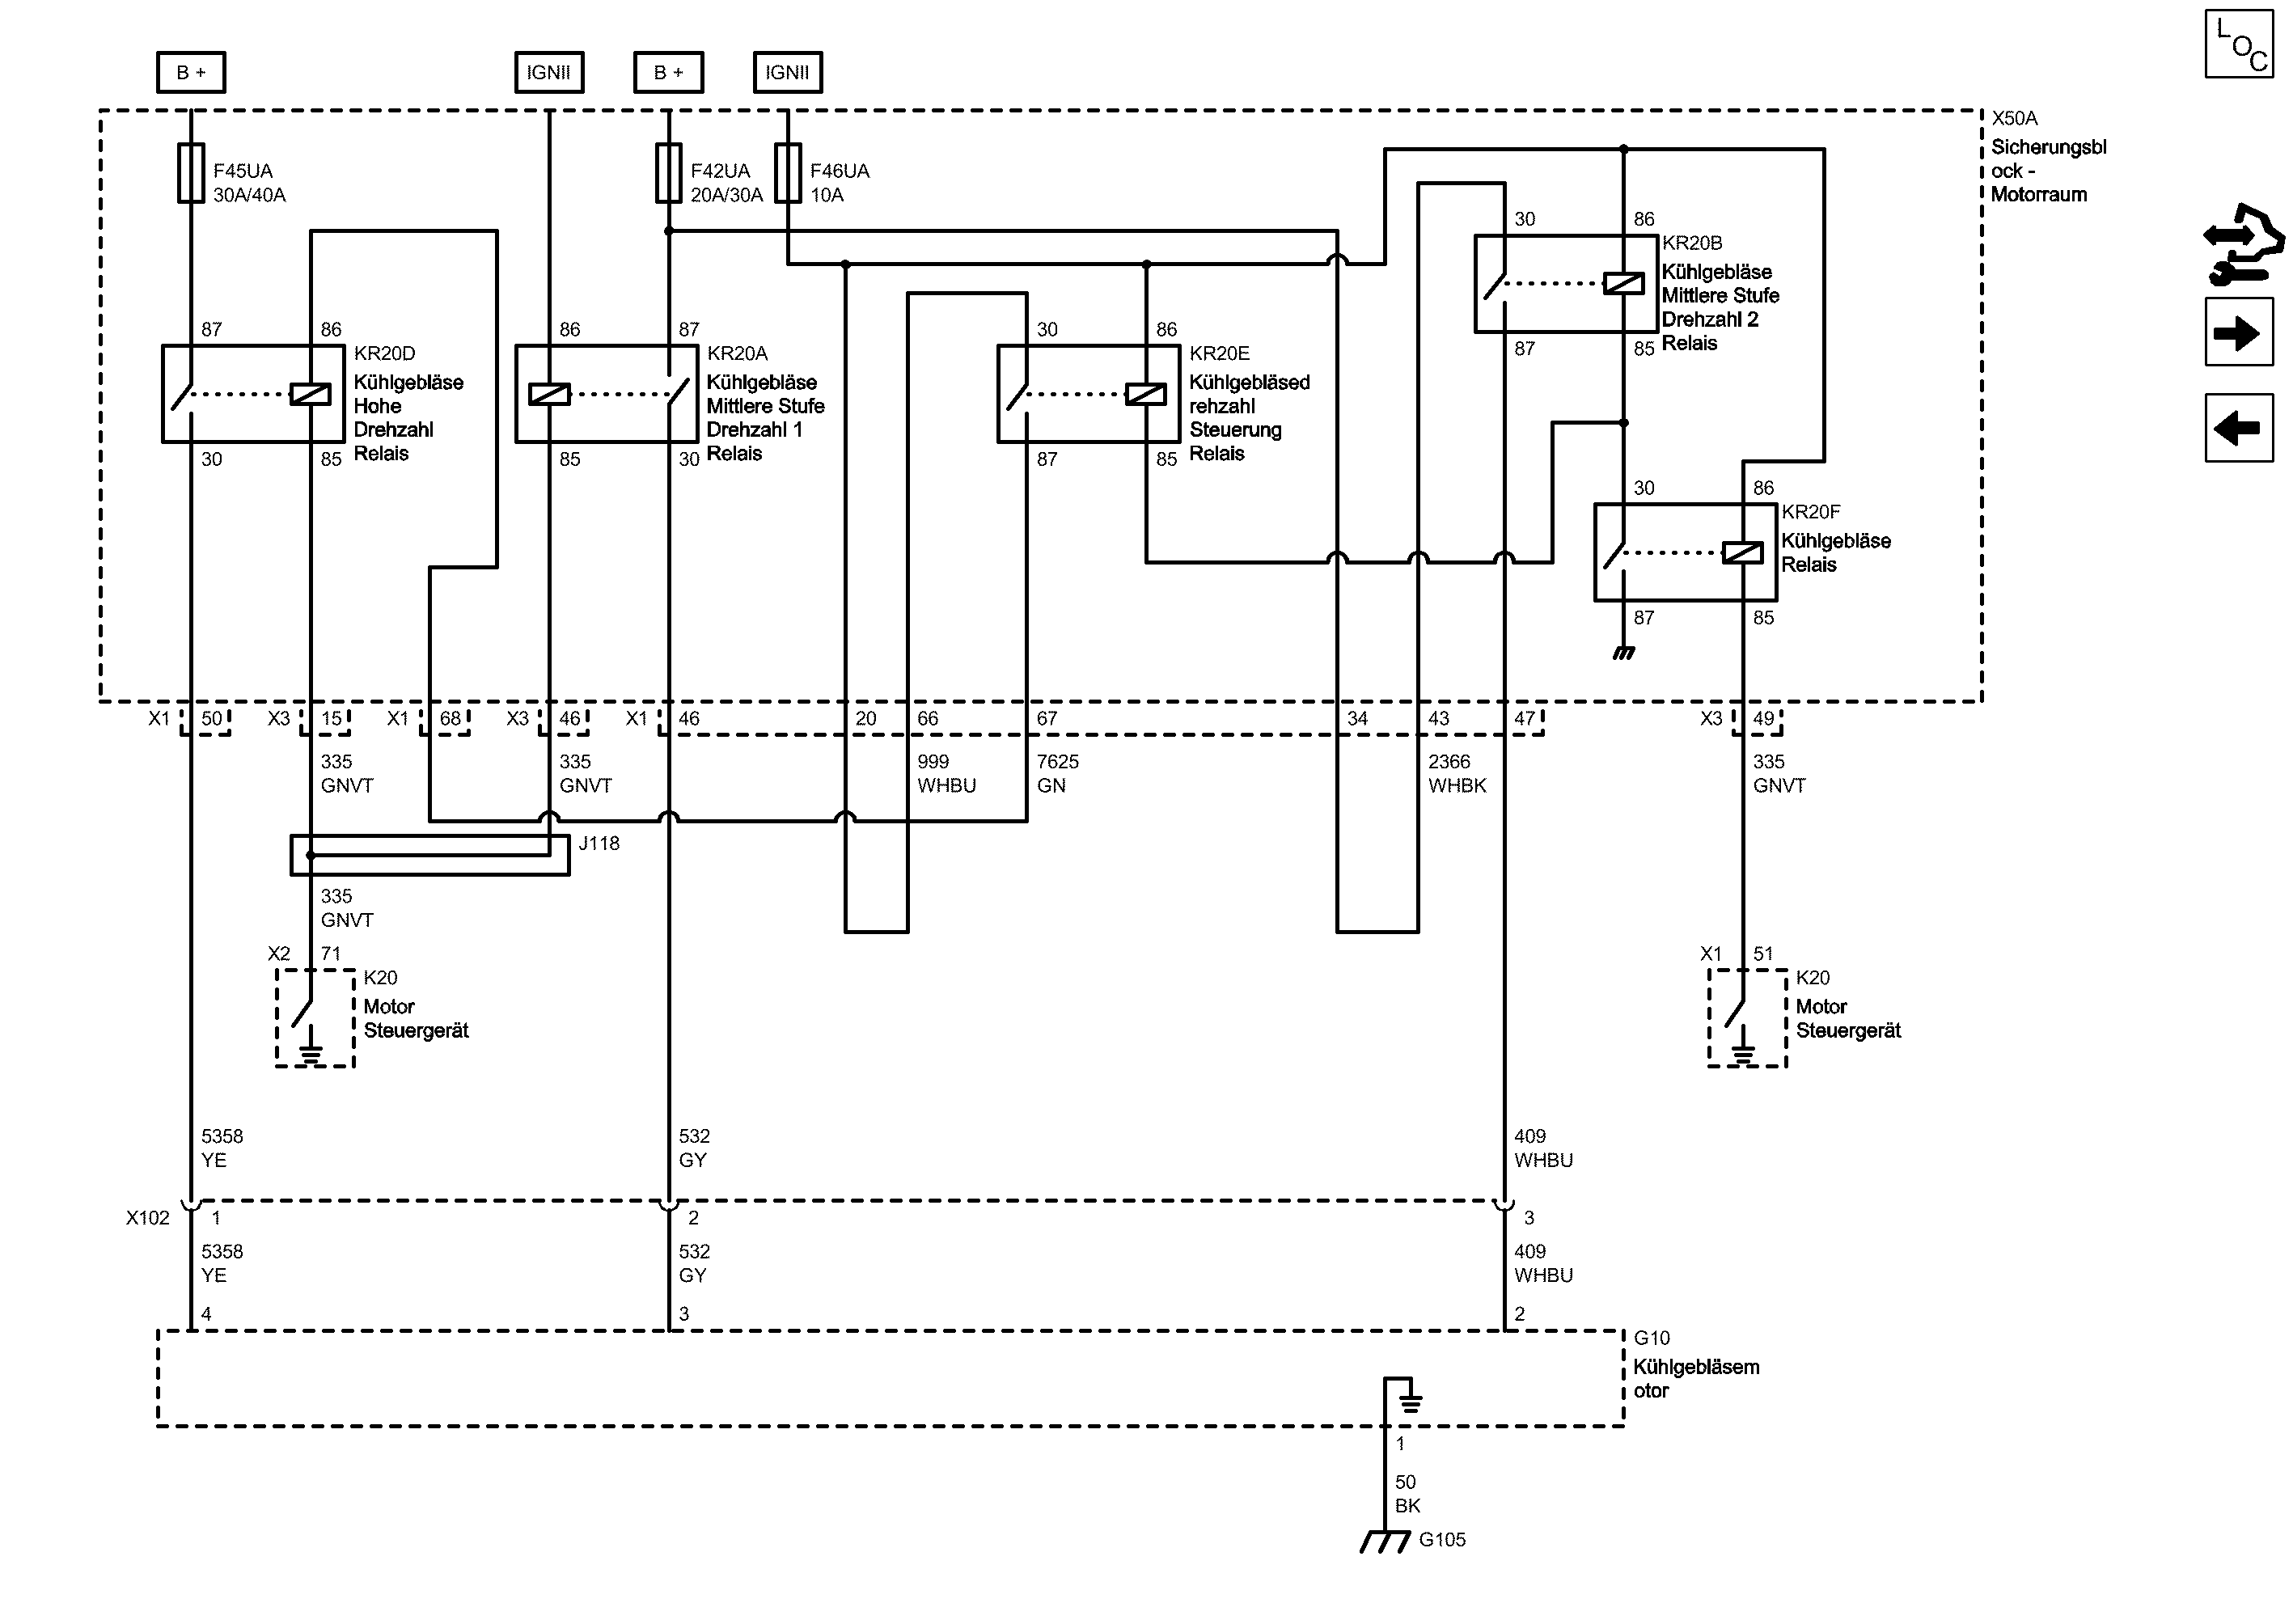 B +
IGNII
B +
IGNII
L
O
C
X50A
Sicherungsbl
ock -
Motorraum
F45UA
30A/40A
F42UA
20A/30A
F46UA
10A
30
86
KR20B
Kühlgebläse
Mittlere Stufe
Drehzahl 2
Relais
87
85
87
86
KR20D
Kühlgebläse
Hohe
Drehzahl
Relais
30
85
86
87
KR20A
Kühlgebläse
Mittlere Stufe
Drehzahl 1
Relais
85
30
30
86
KR20E
Kühlgebläsed
rehzahl
Steuerung
Relais
87
85
30
86
KR20F
Kühlgebläse
Relais
87
85
X1
50
X3
15
X1
68
X3
46
X1
46
20
66
67
34
43
47
X3
49
335
GNVT
335
GNVT
999
WHBU
7625
GN
2366
WHBK
335
GNVT
J118
335
GNVT
X2
71
K20
Motor
Steuergerät
X1
51
K20
Motor
Steuergerät
5358
YE
532
GY
409
WHBU
X102
1
2
3
5358
YE
532
GY
409
WHBU
4
3
2
G10
Kühlgebläsem
otor
1
50
BK
G105